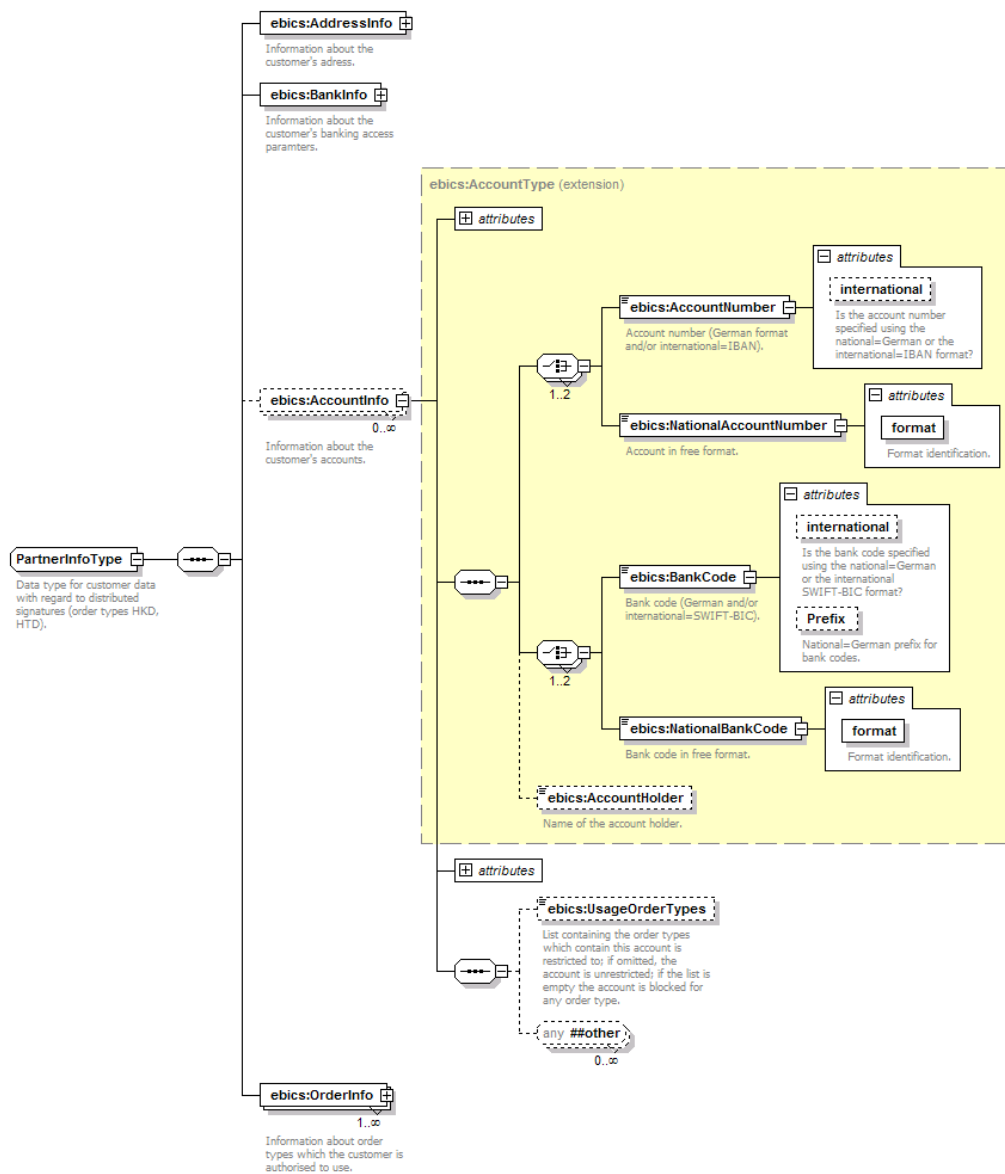 ebics:AddressInfo
Information about the
customer's adress.
ebics:BankInfo
Information about the
customer's banking access
paramters.
ebics:AccountType (extension)
attributes
attributes
international
Is the account number
specified using the
national=German or the
international=IBAN format?
ebics:AccountNumber
Account number (German format
and/or international=IBAN).
1..2
ebics:AccountInfo
0..∞
Information about the
customer's accounts.
attributes
format
Format identification.
ebics:NationalAccountNumber
Account in free format.
attributes
international
Is the bank code specified
using the national=German
or the international
SWIFT-BIC format?
Prefix
National=German prefix for
bank codes.
PartnerInfoType
Data type for customer data
with regard to distributed
signatures (order types HKD,
HTD).
ebics:BankCode
Bank code (German and/or
international=SWIFT-BIC).
1..2
attributes
format
Format identification.
ebics:NationalBankCode
Bank code in free format.
ebics:AccountHolder
Name of the account holder.
attributes
ebics:UsageOrderTypes
List containing the order types
which contain this account is
restricted to; if omitted, the
account is unrestricted; if the list is
empty the account is blocked for
any order type.
any ##other
0..∞
ebics:OrderInfo
1..∞
Information about order
types which the customer is
authorised to use.